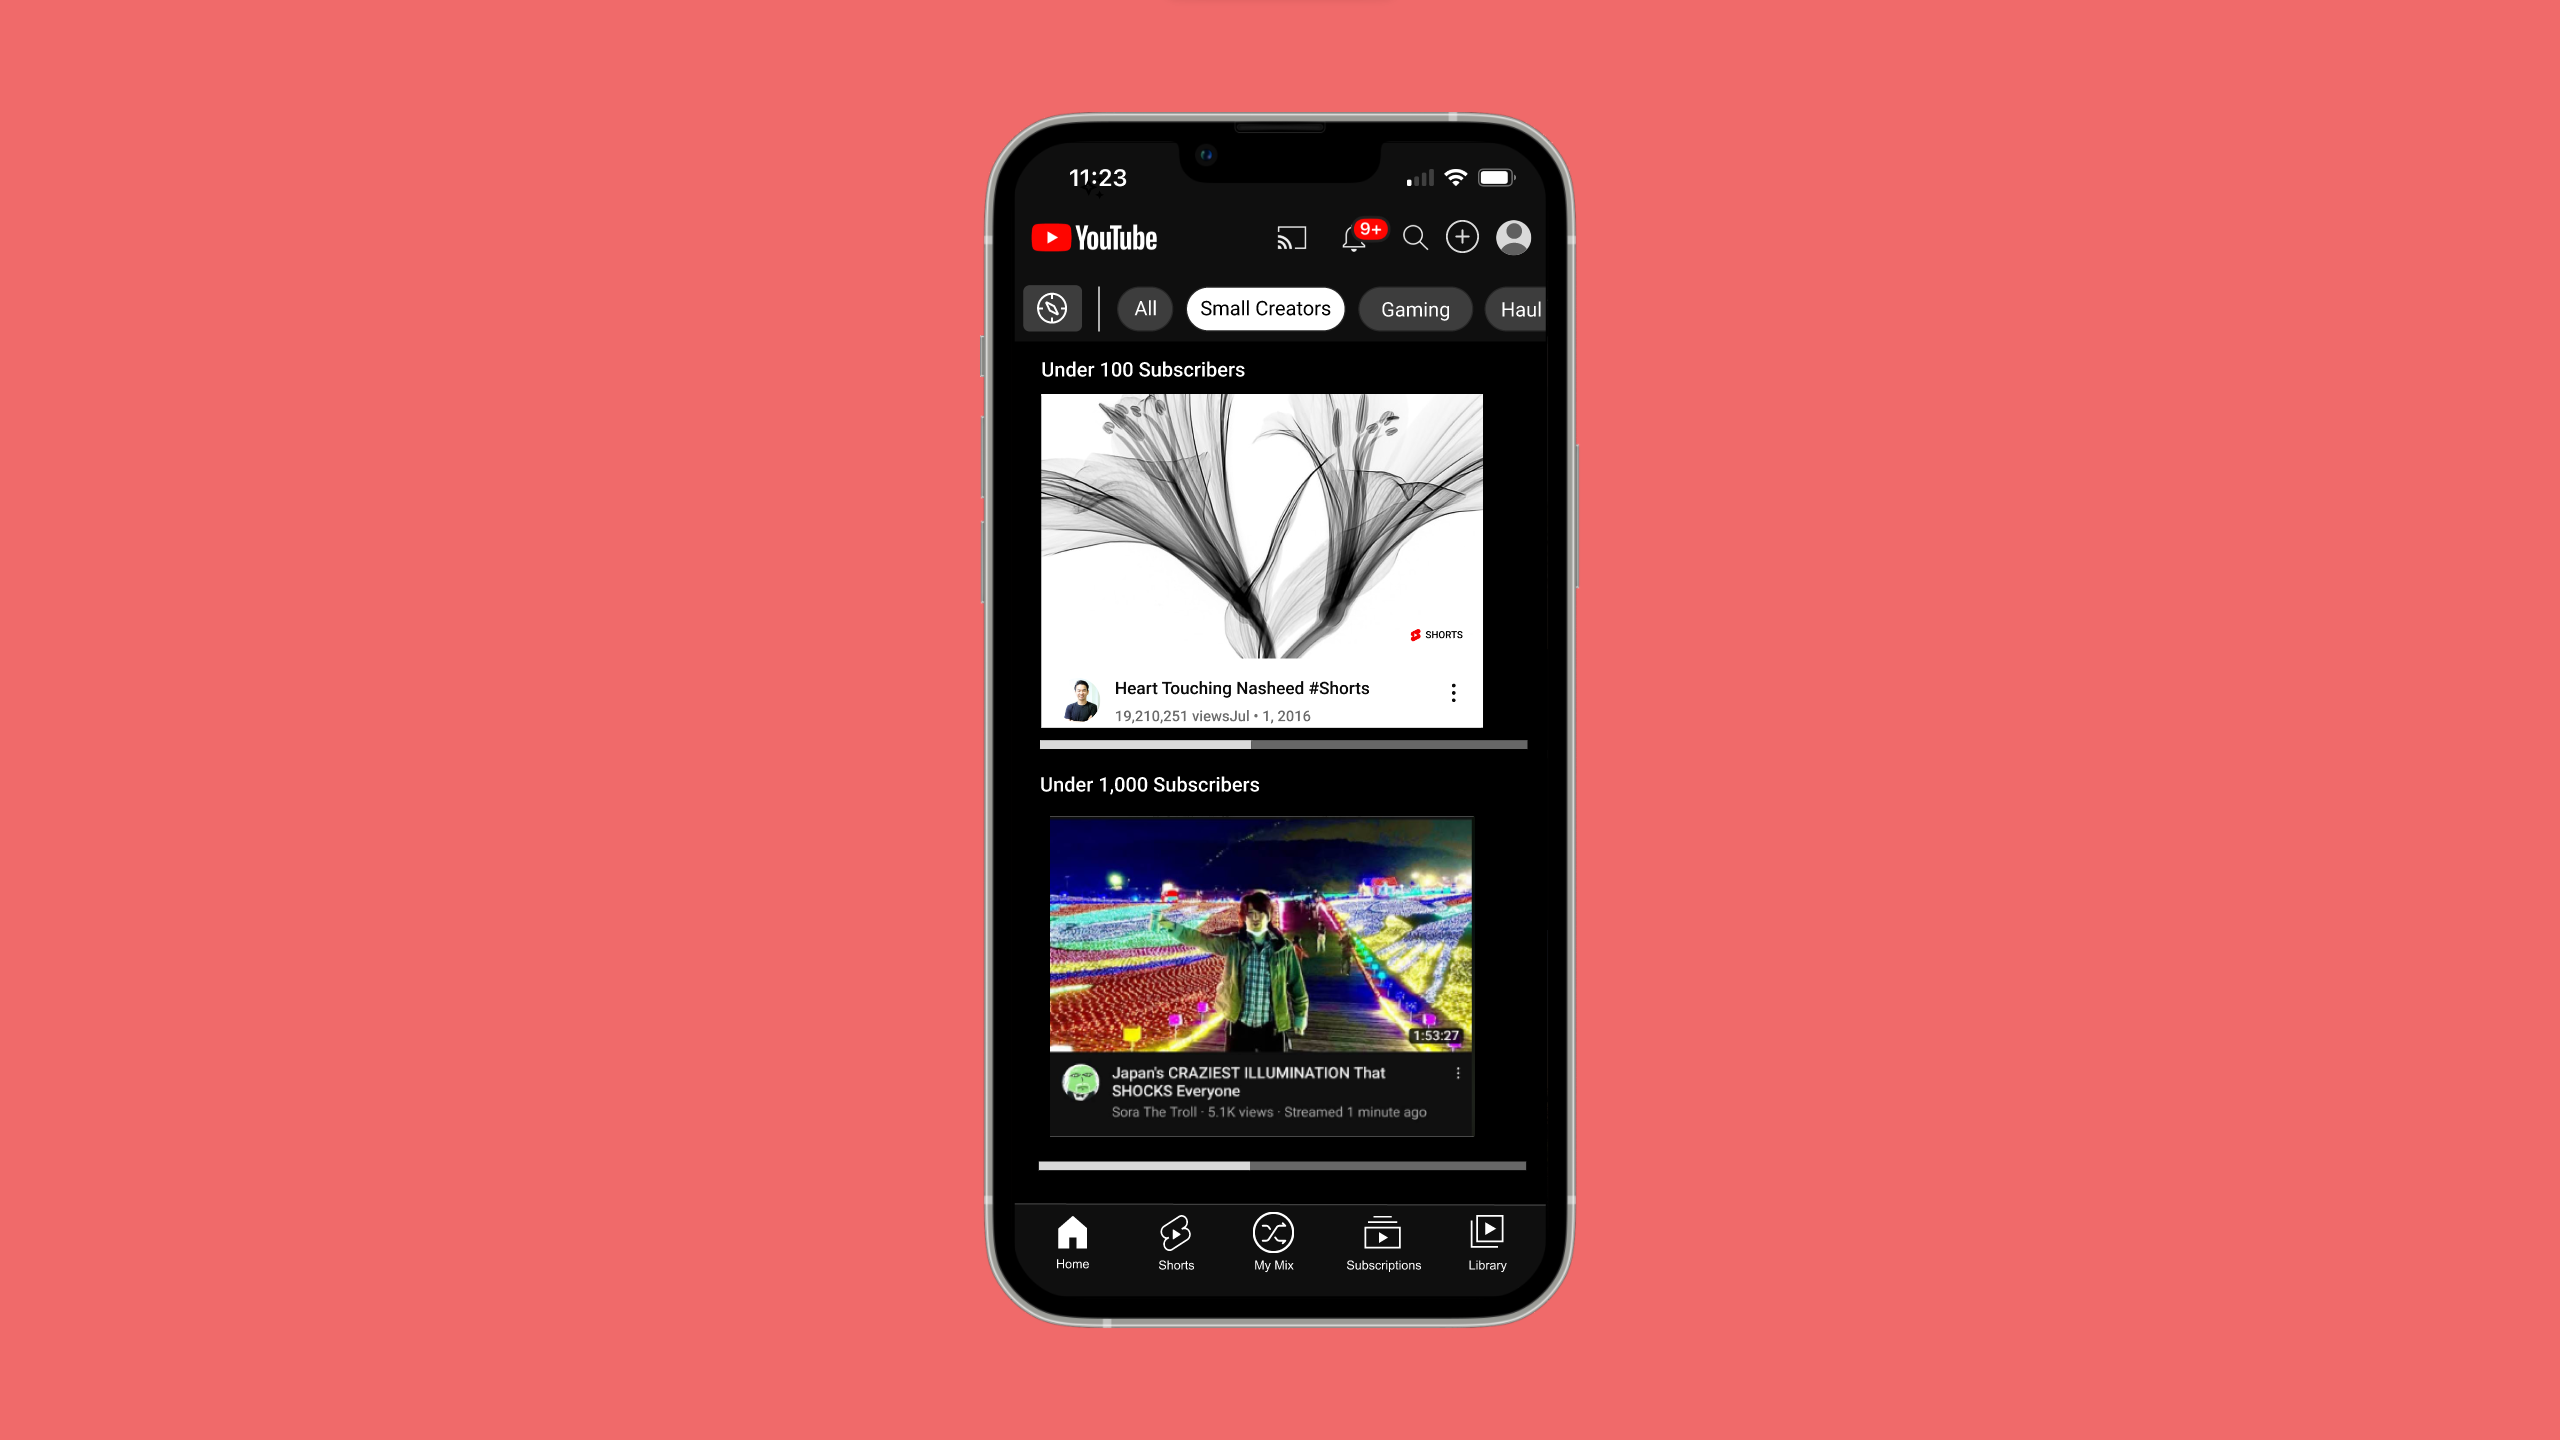 11:23
YouTube
9+
All
Small Creators
Gaming
Haul
Under 100 Subscribers
SHORTS
Heart Touching Nasheed #Shorts
19,210,251 viewsJul • 1, 2016
Under 1,000 Subscribers
1:53:27
Japan's CRAZIEST ILLUMINATION That
SHOCKS Everyone
Sora The Troll · 5.1K views · Streamed 1 minute ago
Home
Shorts
My Mix
Subscriptions
Library